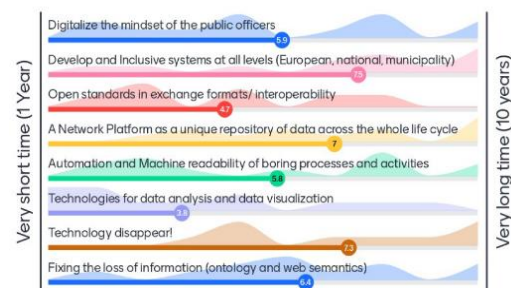 Very short time (1 Year)
Digitalize the mindset of the public officers
5.9
Develop and Inclusive systems at all levels (European, national, municipality)
7.5
Open standards in exchange formats/ interoperability
4.7
A Network Platform as a unique repository of data across the whole life cycle
7
Automation and Machine readability of boring processes and activities
5.8
Technologies for data analysis and data visualization
3.8
Technology disappear!
7.3
Fixing the loss of information (ontology and web semantics)
6.4
Very long time (10 years)